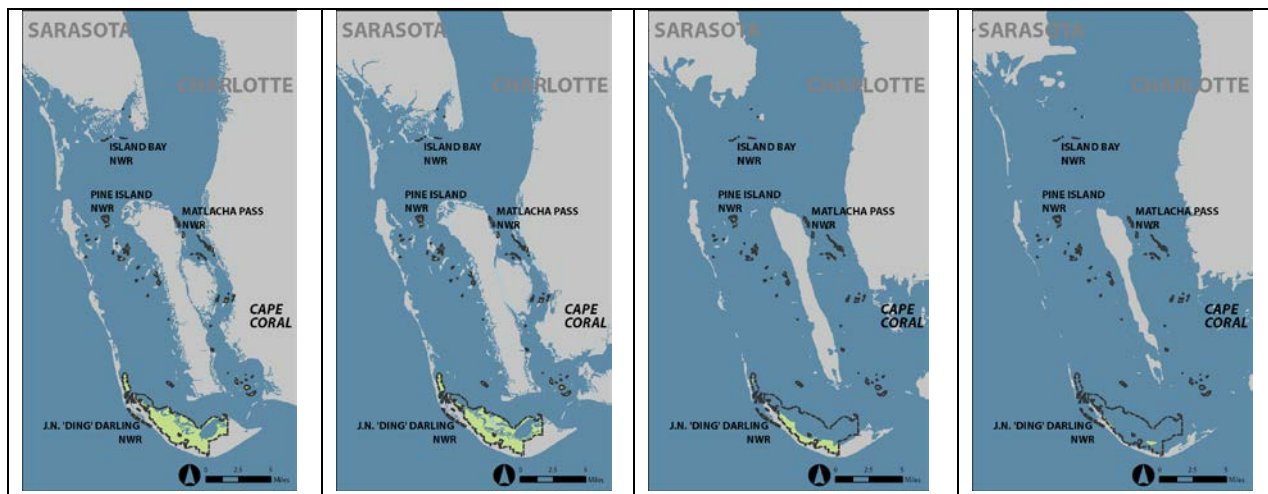 SARASOTA
CHARLOTTE
ISLAND BAY
NWR
PINE ISLAND
NWR
MATLACHA PASS
NWR
CAPE
CORAL
J.N. 'DING' DARLING
NWR
0 2.5 5
Miles
SARASOTA
CHARLOTTE
ISLAND BAY
NWR
PINE ISLAND
NWR
MATLACHA PASS
NWR
CAPE
CORAL
J.N. 'DING' DARLING
NWR
0 2.5 5
Miles
SARASOTA
CHARLOTTE
ISLAND BAY
NWR
PINE ISLAND
NWR
MATLACHA PASS
NWR
CAPE
CORAL
J.N. 'DING' DARLING
NWR
0 2.5 5
Miles
SARASOTA
CHARLOTTE
ISLAND BAY
NWR
PINE ISLAND
NWR
MATLACHA PASS
NWR
CAPE
CORAL
J.N. 'DING' DARLING
NWR
0 2.5 5
Miles